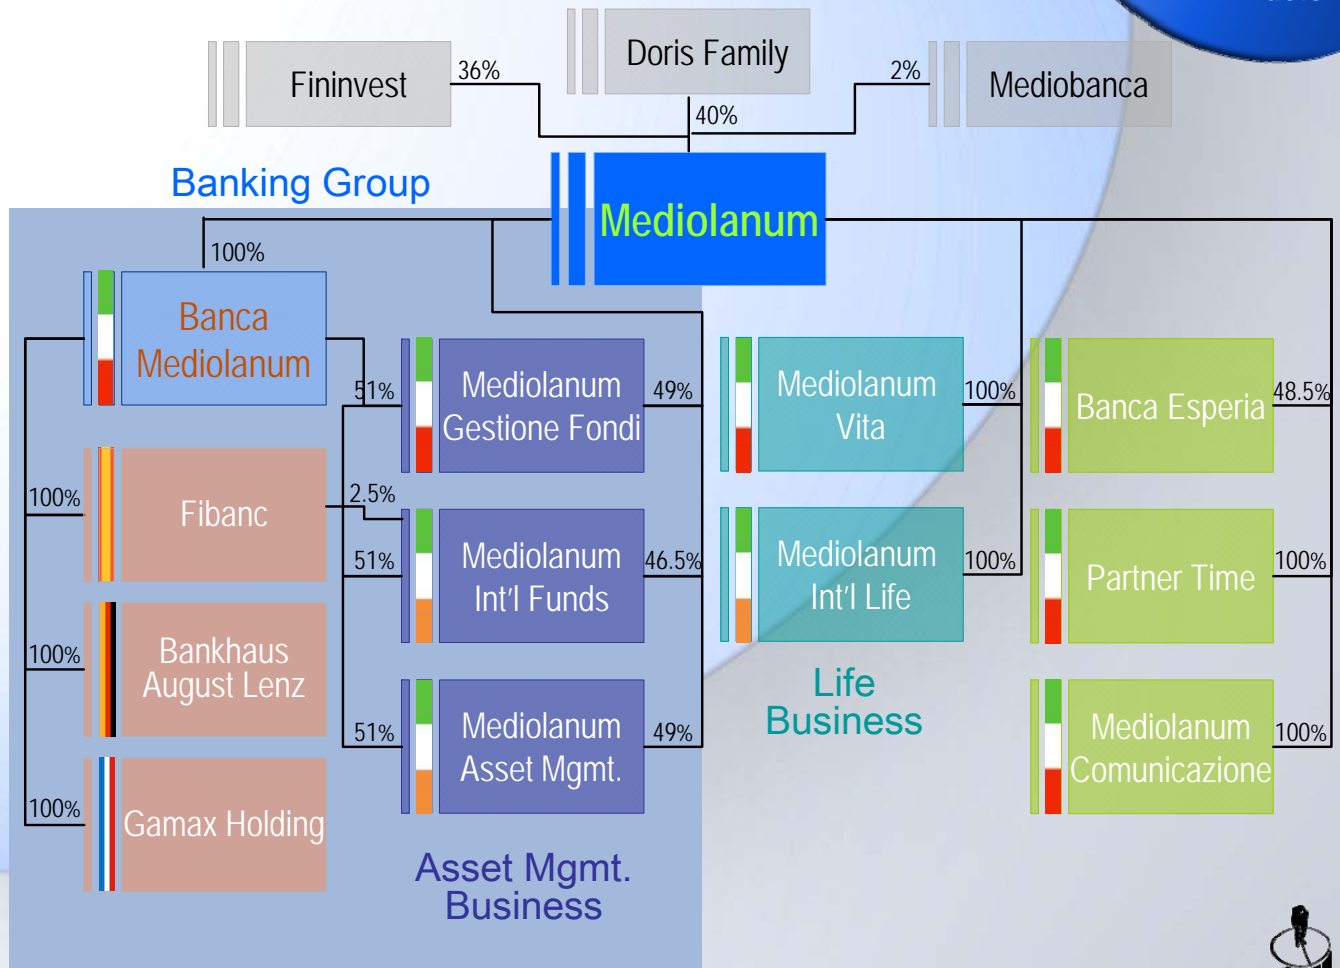 Doris Family
Fininvest
36%
2%
Mediobanca
40%
Banking Group
Mediolanum
100%
Banca
Mediolanum
51%
Mediolanum
Gestione Fondi
49%
Mediolanum
Vita
100%
Banca Esperia
48.5%
100%
Fibanc
2.5%
51%
Mediolanum
Int'l Funds
46.5%
Mediolanum
Int'l Life
100%
Partner Time
100%
100%
Bankhaus
August Lenz
51%
Mediolanum
Asset Mgmt.
49%
Life
Business
Mediolanum
Comunicazione
100%
100%
Gamax Holding
Asset Mgmt.
Business